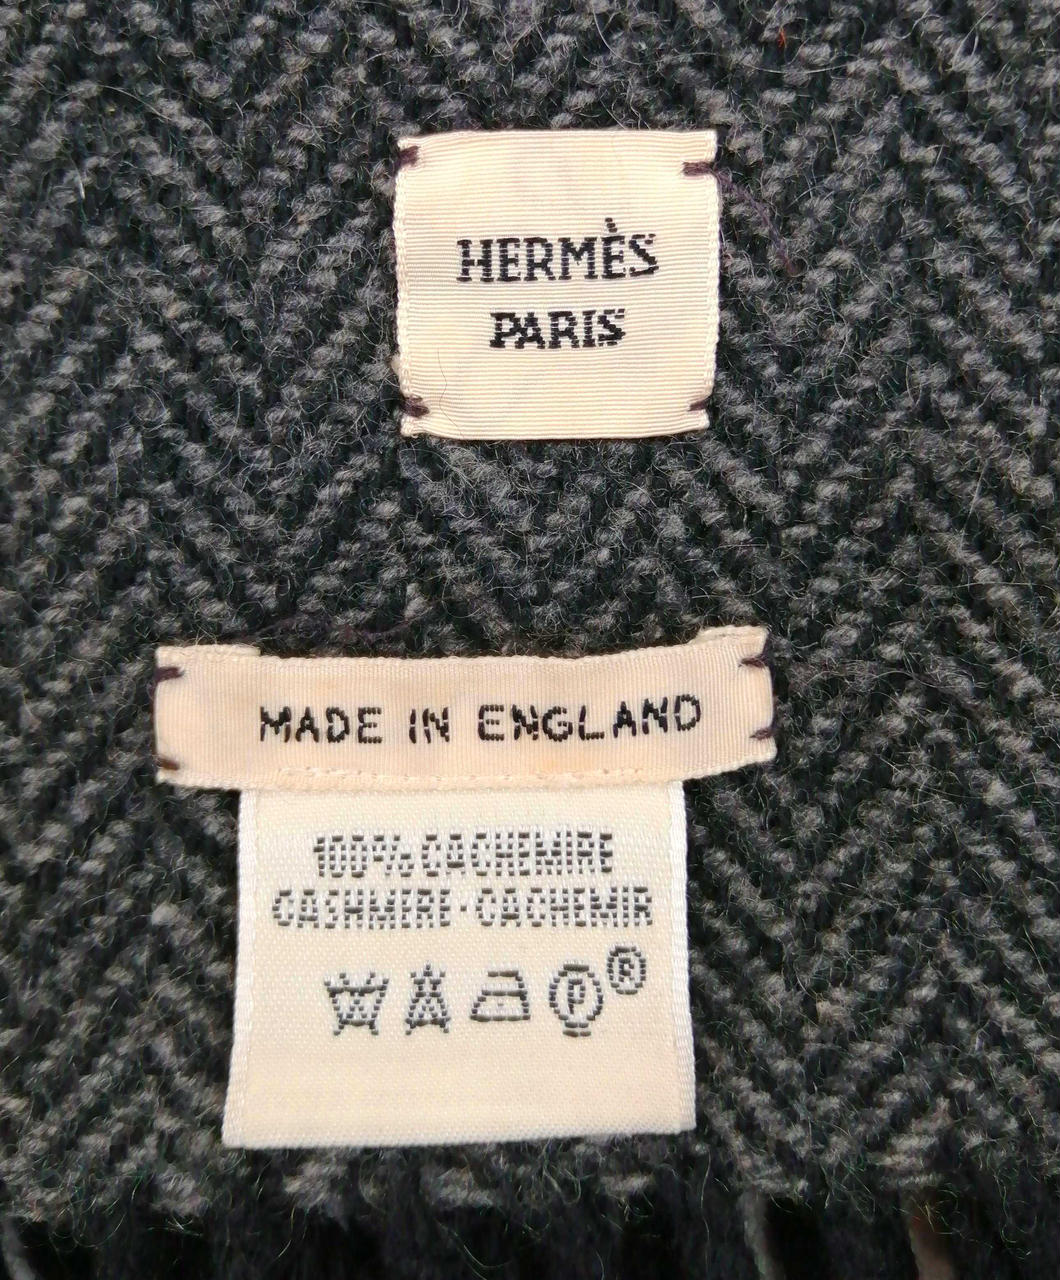 HERMÈS
PARIS
MADE IN ENGLAND
100% CACHEMIRE
CASHMERE-CACHEMIR
P ®